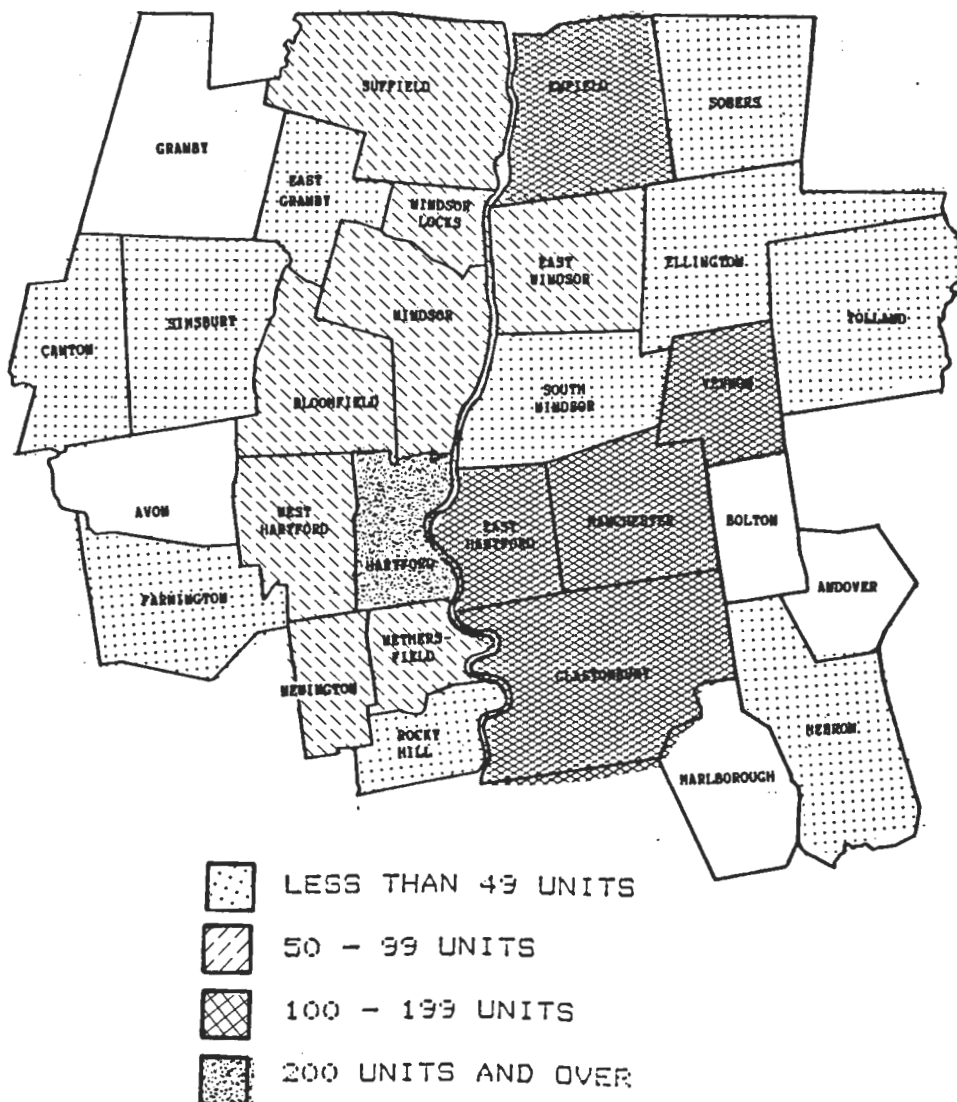 SUFFIELD
ENFIELD
SOMERS
GRANBY
EAST
GRANBY
WINDSOR
LOCKS
EAST
WINDSOR
ELLINGTON
TOLLAND
SIMSBURY
CANTON
WINDSOR
VERNON
BLOOMFIELD
SOUTH
WINDSOR
AVON
WEST
HARTFORD
HARTFORD
EAST
HARTFORD
MANCHESTER
BOLTON
ANDOVER
FARMINGTON
WETHERS-
FIELD
NEWINGTON
GLASTONBURY
ROCKY
HILL
HEBRON
MARLBOROUGH
LESS THAN 49 UNITS
50 - 99 UNITS
100 - 199 UNITS
200 UNITS AND OVER